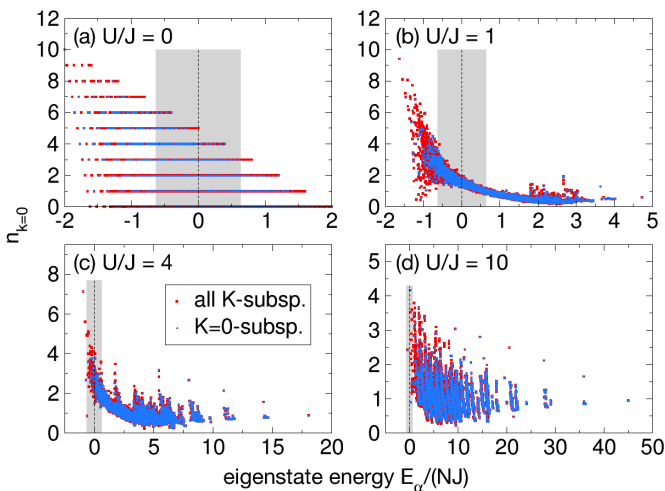 (a) U/J = 0
(b) U/J = 1
12
10
8
6
4
2
0
-2 -1 0 1 2
12
10
8
6
4
2
0
-2 -1 0 1 2 3 4 5
n_{k=0}
(c) U/J = 4
(d) U/J = 10
all K-subsp.
K=0-subsp.
8
6
4
2
0
0 5 10 15 20
5
4
3
2
1
0
0 10 20 30 40 50
eigenstate energy E_α/(NJ)